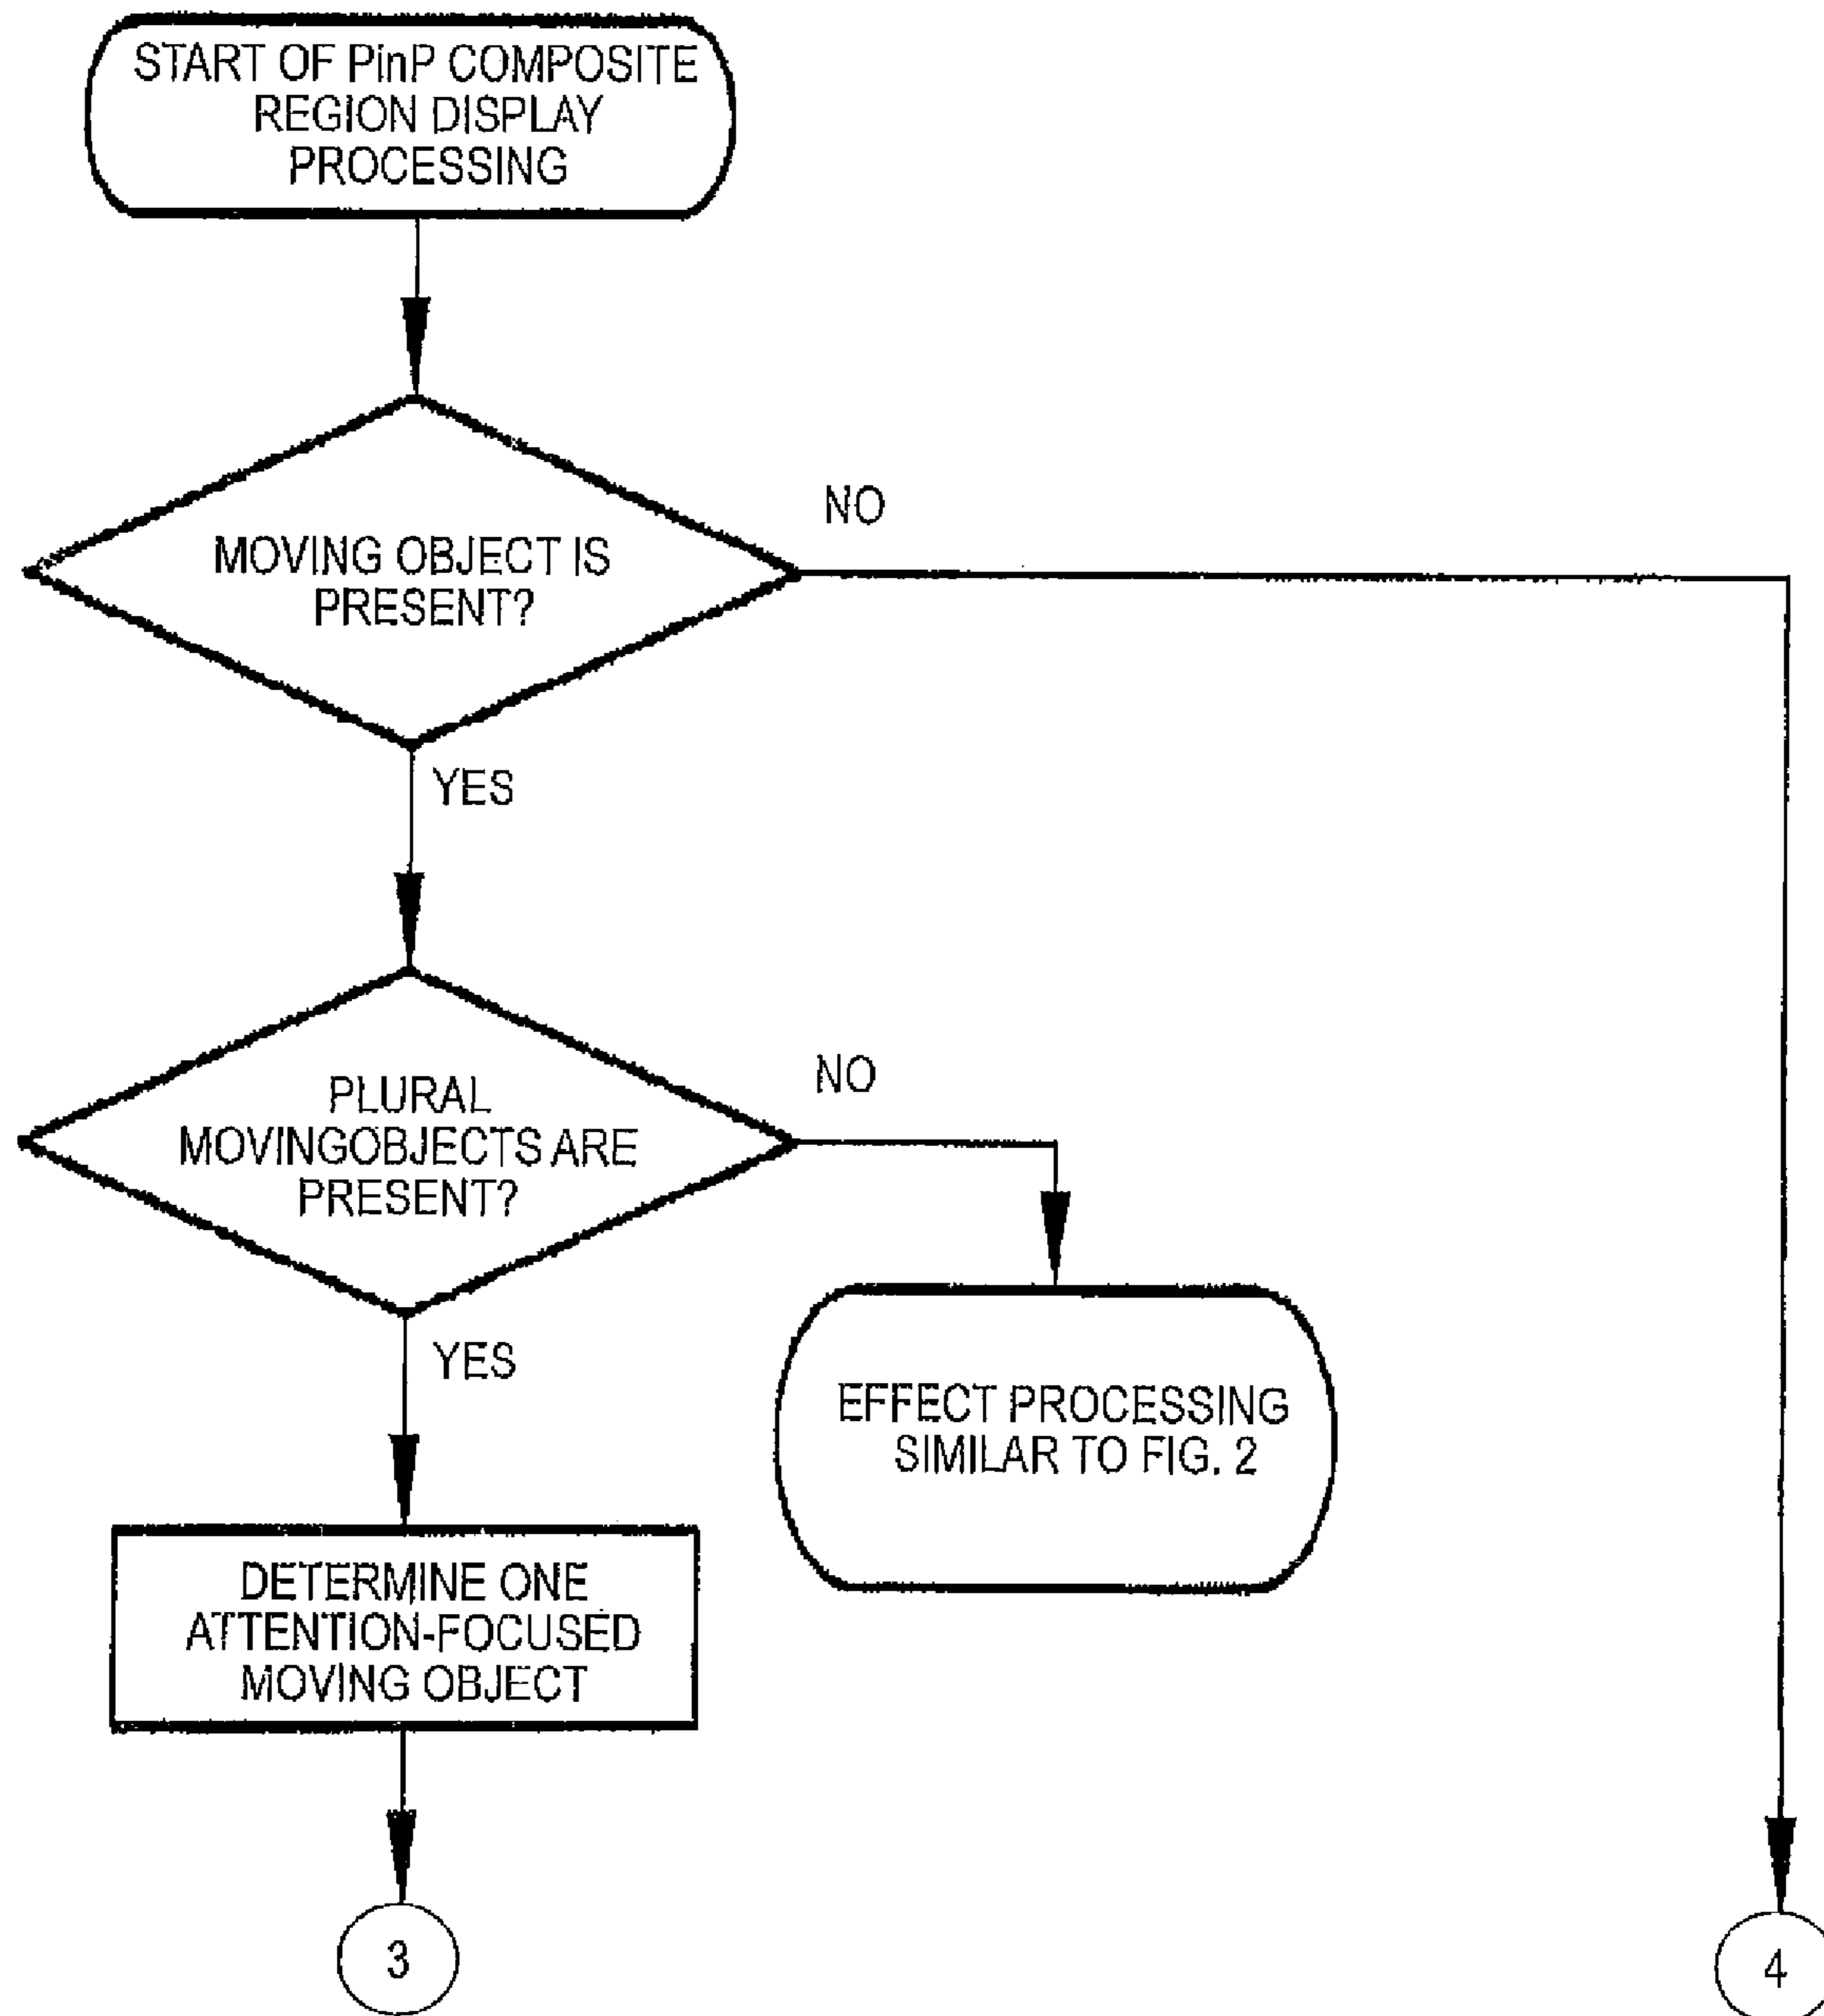 START OF PinP COMPOSITE
REGION DISPLAY
PROCESSING
MOVING OBJECT IS
PRESENT?
NO
YES
PLURAL
MOVINGOBJECTS ARE
PRESENT?
NO
YES
EFFECT PROCESSING
SIMILAR TO FIG. 2
DETERMINE ONE
ATTENTION-FOCUSED
MOVING OBJECT
3
4